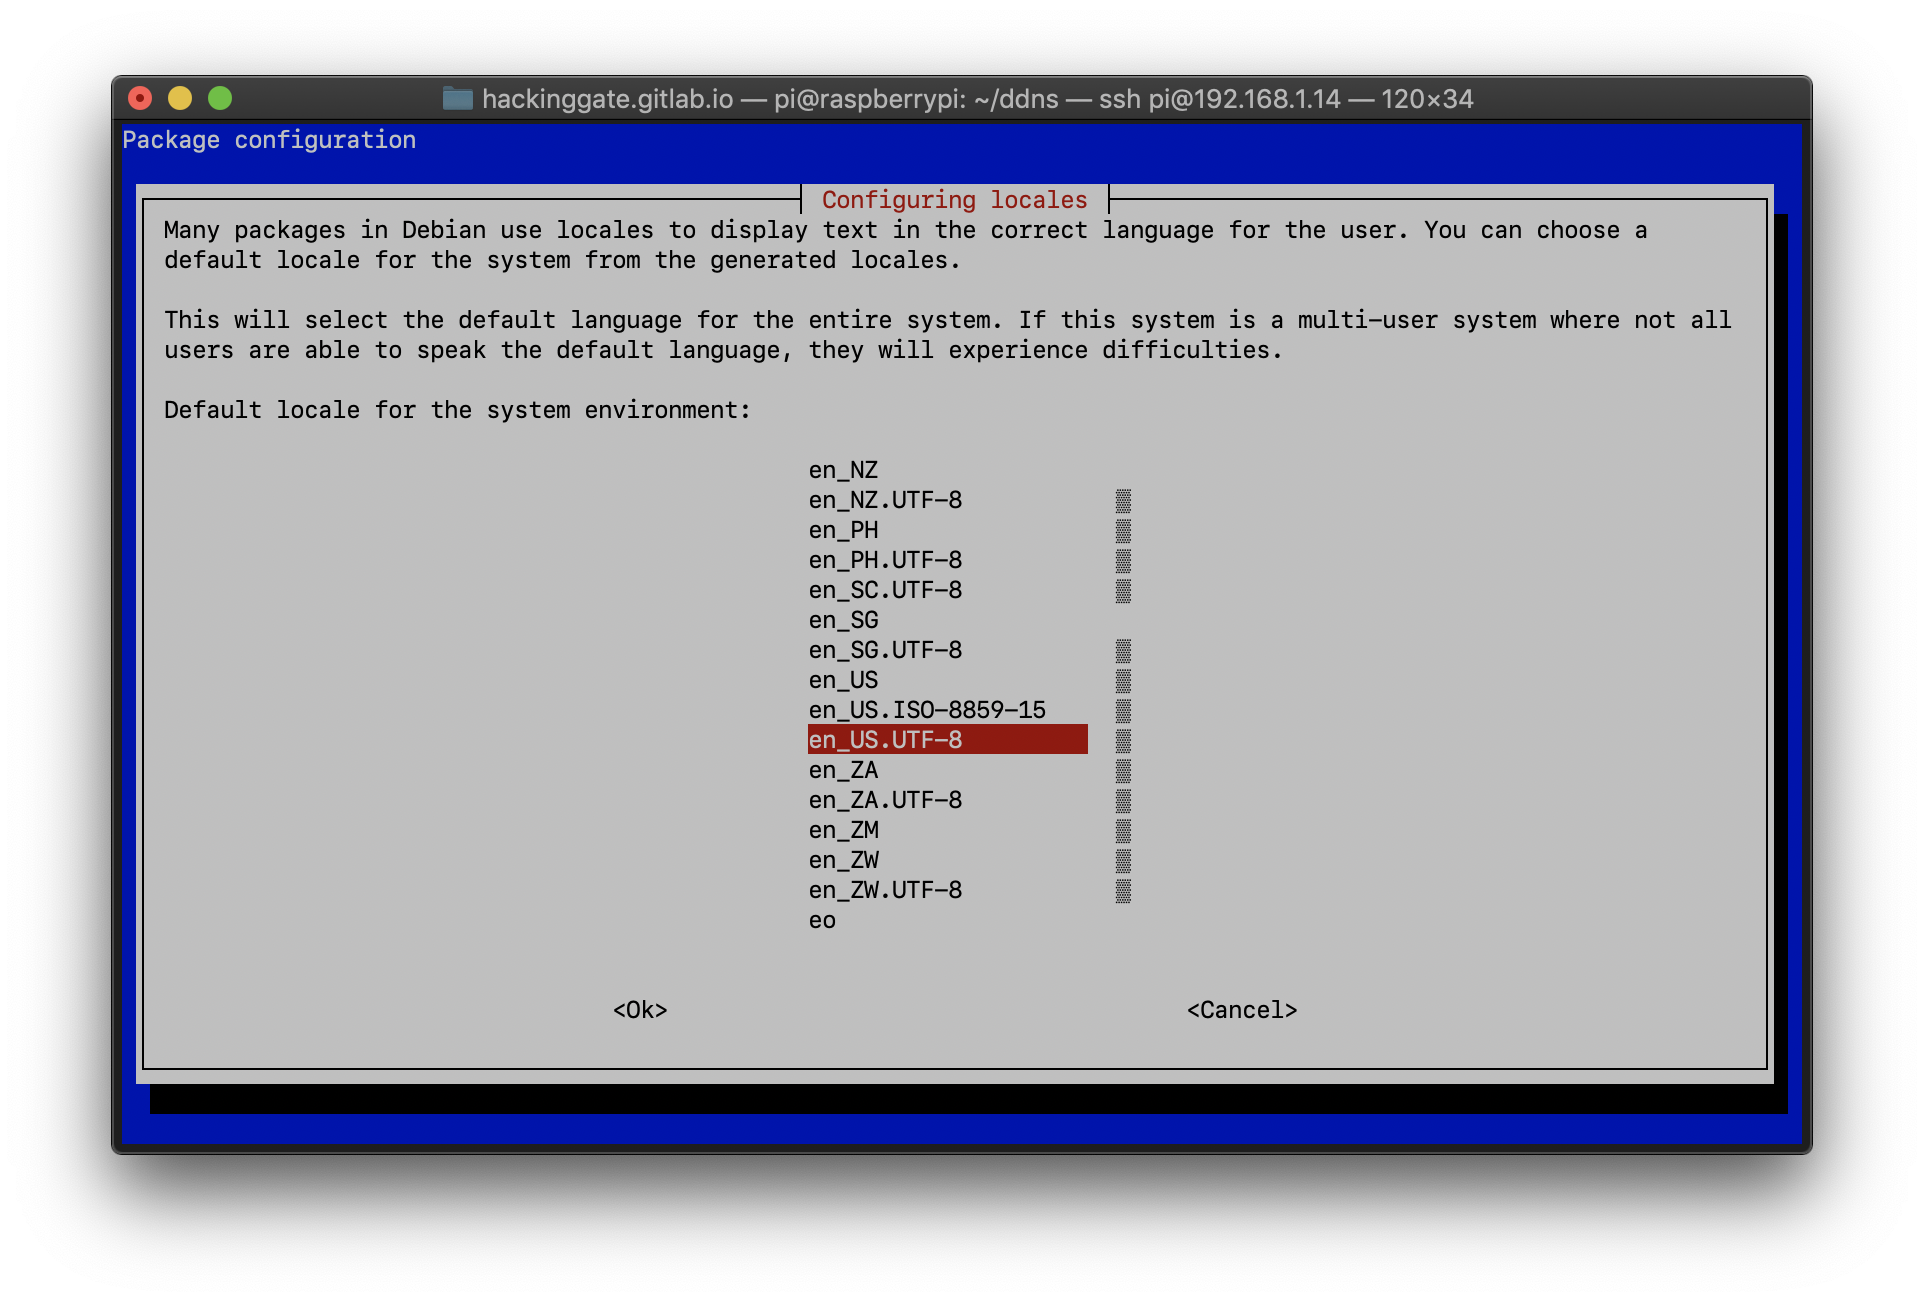 hackinggate.gitlab.io — pi@raspberrypi: ~/ddns — ssh pi@192.168.1.14 — 120×34
Package configuration
Configuring locales
Many packages in Debian use locales to display text in the correct language for the user. You can choose a
default locale for the system from the generated locales.
This will select the default language for the entire system. If this system is a multi-user system where not all
users are able to speak the default language, they will experience difficulties.
Default locale for the system environment:
en_NZ
en_NZ.UTF-8
en_PH
en_PH.UTF-8
en_SC.UTF-8
en_SG
en_SG.UTF-8
en_US
en_US.ISO-8859-15
en_US.UTF-8
en_ZA
en_ZA.UTF-8
en_ZM
en_ZW
en_ZW.UTF-8
eo
<Ok> <Cancel>